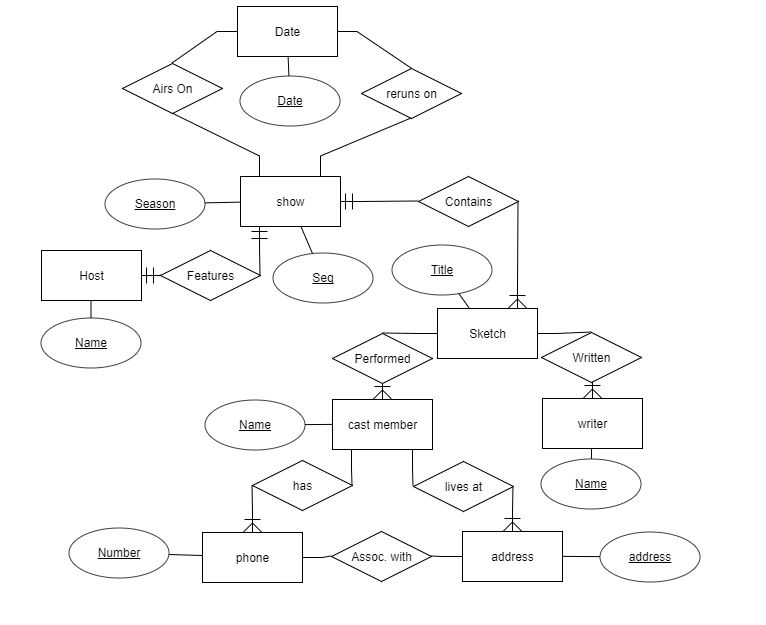 Date
Airs On
Date
reruns on
Season
show
Contains
Host
Features
Seq
Title
Name
Sketch
Performed
Written
Name
cast member
writer
has
lives at
Name
Number
phone
Assoc. with
address
address